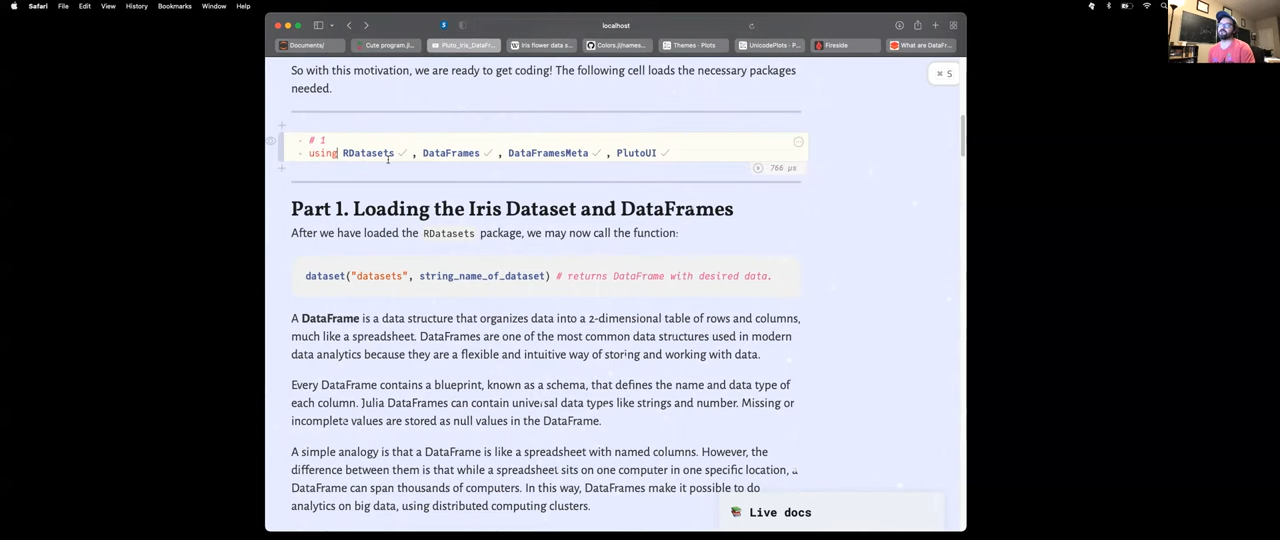 Safari File Edit View History Bookmarks Window Help
localhost
Documents/
Cute program.jl...
Pluto_Iris_DataFr...
Iris flower data s...
Colors.jl/names...
Themes · Plots
UnicodePlots · P...
Fireside
What are DataFr...
So with this motivation, we are ready to get coding! The following cell loads the necessary packages
needed.
⌘ S
# 1
using RDatasets ✓ , DataFrames ✓ , DataFramesMeta ✓ , PlutoUI ✓
766 μs
Part 1. Loading the Iris Dataset and DataFrames
After we have loaded the RDatasets package, we may now call the function:
dataset("datasets", string_name_of_dataset) # returns DataFrame with desired data.
A DataFrame is a data structure that organizes data into a 2-dimensional table of rows and columns,
much like a spreadsheet. DataFrames are one of the most common data structures used in modern
data analytics because they are a flexible and intuitive way of storing and working with data.
Every DataFrame contains a blueprint, known as a schema, that defines the name and data type of
each column. Julia DataFrames can contain universal data types like strings and number. Missing or
incomplete values are stored as null values in the DataFrame.
A simple analogy is that a DataFrame is like a spreadsheet with named columns. However, the
difference between them is that while a spreadsheet sits on one computer in one specific location, a
DataFrame can span thousands of computers. In this way, DataFrames make it possible to do
analytics on big data, using distributed computing clusters.
Live docs